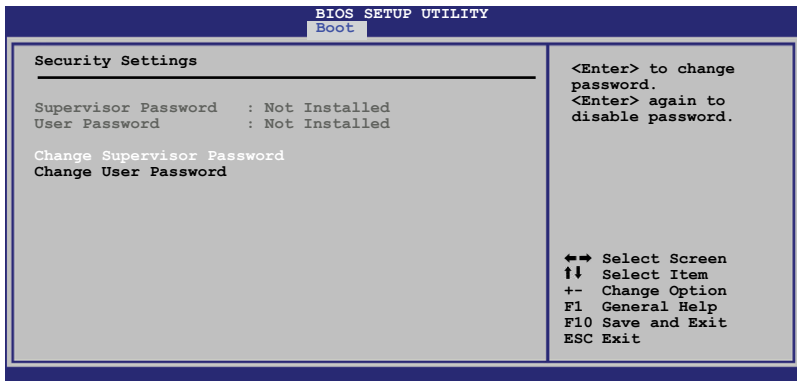 BIOS SETUP UTILITY
Boot
Security Settings
Supervisor Password : Not Installed
User Password : Not Installed
Change Supervisor Password
Change User Password
<Enter> to change
password.
<Enter> again to
disable password.
←→ Select Screen
↑↓ Select Item
+- Change Option
F1 General Help
F10 Save and Exit
ESC Exit